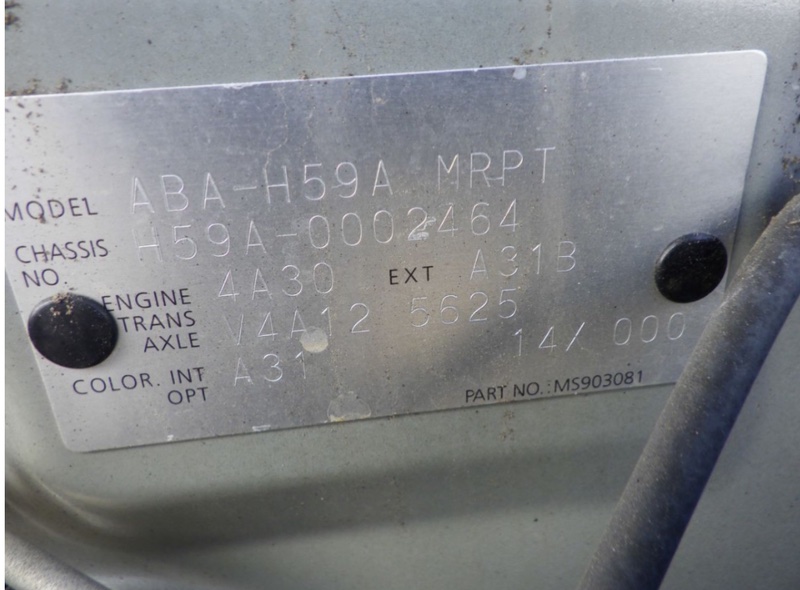 MODEL ABA-H59A MRPT
CHASSIS NO. H59A-0002464
ENGINE 4A30 EXT A31B
TRANS AXLE V4A12 5625
COLOR. INT OPT A31 14/ 000
PART NO.: MS903081